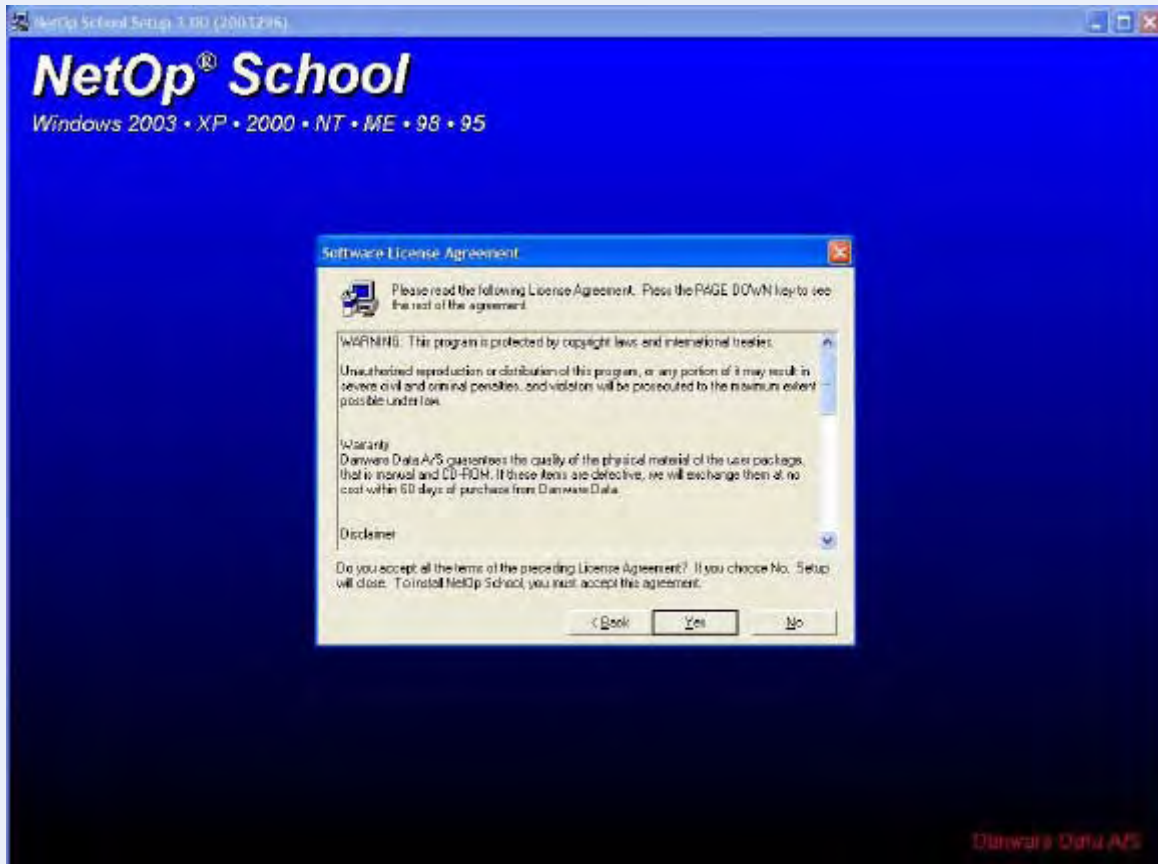 NetOp School Setup 3.00 (2003296)
NetOp® School
Windows 2003 • XP • 2000 • NT • ME • 98 • 95
Software License Agreement
Please read the following License Agreement. Press the PAGE DOWN key to see
the rest of the agreement.
WARNING: This program is protected by copyright laws and international treaties.
Unauthorized reproduction or distribution of this program, or any portion of it may result in
severe civil and criminal penalties, and violators will be prosecuted to the maximum extent
possible under law.
Warranty
Danware Data A/S guarantees the quality of the physical material of the user package,
that is manual and CD-ROM. If these items are defective, we will exchange them at no
cost within 60 days of purchase from Danware Data.
Disclaimer
Do you accept all the terms of the preceding License Agreement? If you choose No, Setup
will close. To install NetOp School, you must accept this agreement.
< Back
Yes
No
Danware Data A/S